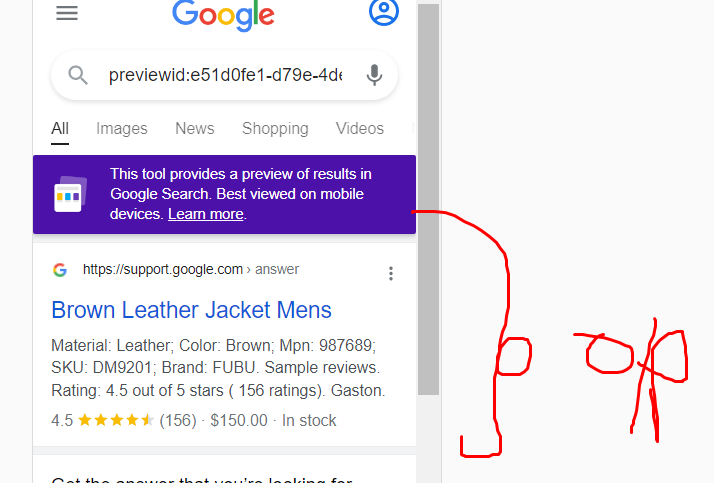 Google
previewid:e51d0fe1-d79e-4de
All Images News Shopping Videos
This tool provides a preview of results in
Google Search. Best viewed on mobile
devices. Learn more.
https://support.google.com › answer
Brown Leather Jacket Mens
Material: Leather; Color: Brown; Mpn: 987689;
SKU: DM9201; Brand: FUBU. Sample reviews.
Rating: 4.5 out of 5 stars ( 156 ratings). Gaston.
4.5 ★★★★★ (156) · $150.00 · In stock
Get the answer that you're looking for